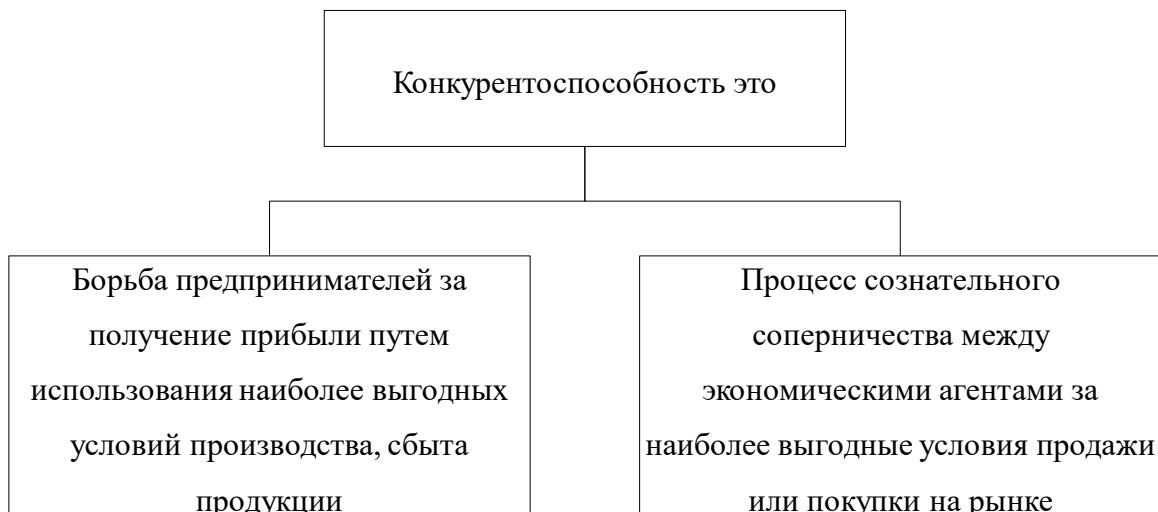 Конкурентоспособность это
Борьба предпринимателей за
получение прибыли путем
использования наиболее выгодных
условий производства, сбыта
продукции
Процесс сознательного
соперничества между
экономическими агентами за
наиболее выгодные условия продажи
или покупки на рынке